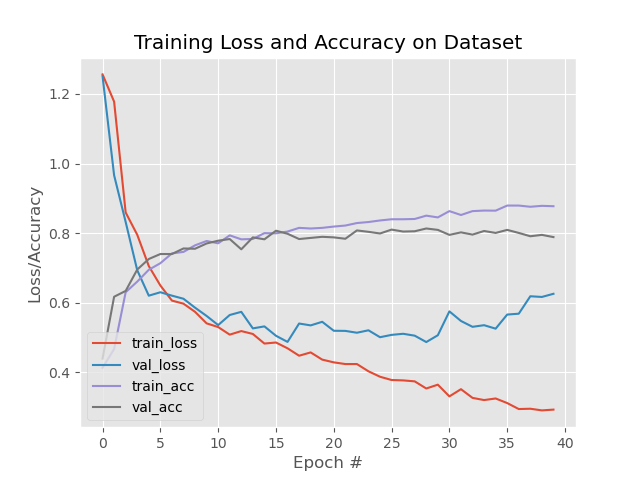 Training Loss and Accuracy on Dataset
Loss/Accuracy
1.2
1.0
0.8
0.6
0.4
train_loss
val_loss
train_acc
val_acc
0 5 10 15 20 25 30 35 40
Epoch #